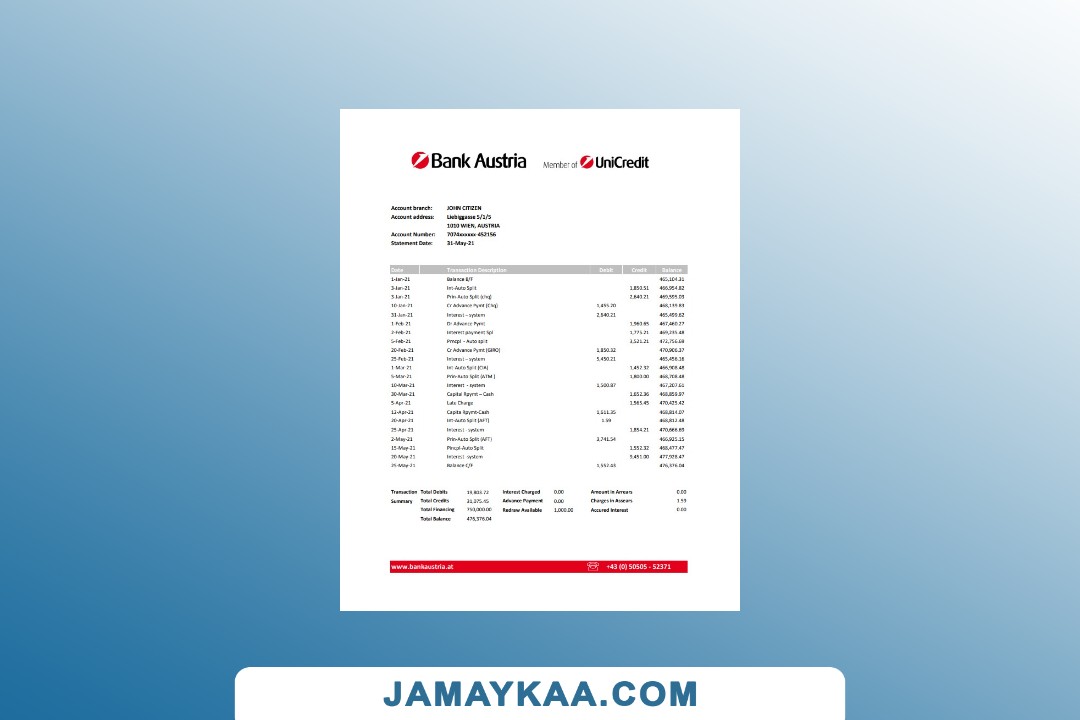 Bank Austria Member of UniCredit
Account branch: JOHN CITIZEN
Account address: Liebiggasse 5/1/5
1010 WIEN, AUSTRIA
Account Number: 7074xxxxxx 452156
Statement Date: 31-May-21
Date Transaction Description Debit Credit Balance
1-Jan-21 Balance B/F 465,104.31
3-Jan-21 Int-Auto Split 1,850.51 466,954.82
3-Jan-21 Prin-Auto Split (chq) 2,640.21 469,595.03
10-Jan-21 Cr Advance Pymt (Chq) 1,455.20 468,139.83
31-Jan-21 Interest – system 2,640.21 465,499.62
1-Feb-21 Dr Advance Pymt 1,960.65 467,460.27
2-Feb-21 Interest payment Spl 1,775.21 469,235.48
5-Feb-21 Princpl - Auto split 3,521.21 472,756.69
20-Feb-21 Cr Advance Pymt (GIRO) 1,850.32 470,906.37
25-Feb-21 Interest – system 5,450.21 465,456.16
1-Mar-21 Int-Auto Split (OA) 1,452.32 466,908.48
5-Mar-21 Prin-Auto Split (ATM ) 1,800.00 468,708.48
10-Mar-21 Interest - system 1,500.87 467,207.61
30-Mar-21 Capital Rpymt – Cash 1,652.36 468,859.97
5-Apr-21 Late Charge 1,565.45 470,425.42
12-Apr-21 Capita Rpymt-Cash 1,611.35 468,814.07
20-Apr-21 Int-Auto Split (AFT) 1.59 468,812.48
25-Apr-21 Interest - system 1,854.21 470,666.69
2-May-21 Prin-Auto Split (AFT) 3,741.54 466,925.15
15-May-21 Pincpl-Auto Split 1,552.32 468,477.47
20-May-21 Interest- system 9,451.00 477,928.47
25-May-21 Balance C/F 1,552.43 476,376.04
Transaction Total Debits 19,803.72 Interest Charged 0.00 Amount in Arrears 0.00
Summary Total Credits 31,075.45 Advance Payment 0.00 Charges in Assears 1.59
Total Financing 750,000.00 Redraw Available 1,000.00 Accured Interest 0.00
Total Balance 476,376.04
www.bankaustria.at +43 (0) 50505 - 52371
JAMAYKAA.COM